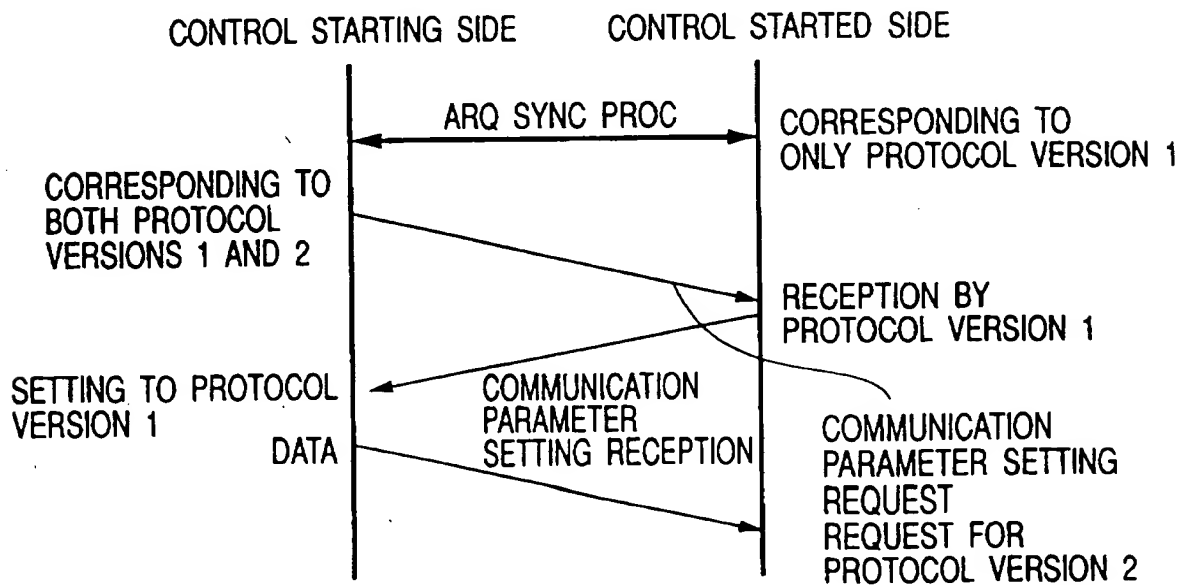 CONTROL STARTING SIDE
CONTROL STARTED SIDE
ARQ SYNC PROC
CORRESPONDING TO
ONLY PROTOCOL VERSION 1
CORRESPONDING TO
BOTH PROTOCOL
VERSIONS 1 AND 2
RECEPTION BY
PROTOCOL VERSION 1
SETTING TO PROTOCOL
VERSION 1
COMMUNICATION
PARAMETER
SETTING RECEPTION
DATA
COMMUNICATION
PARAMETER SETTING
REQUEST
REQUEST FOR
PROTOCOL VERSION 2